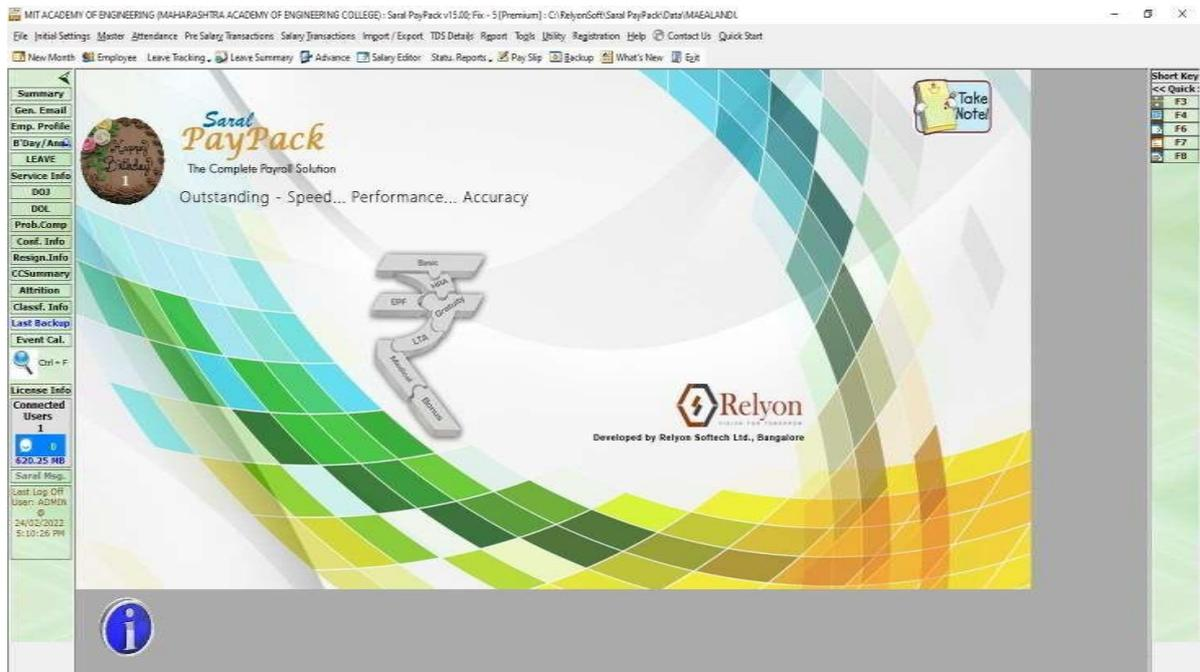 MIT ACADEMY OF ENGINEERING (MAHARASHTRA ACADEMY OF ENGINEERING COLLEGE) : Saral PayPack v15.00; Fix - 5 [Premium] : C:\RelyonSoft\Saral PayPack\Data\MAEALANDI.
File Initial Settings Master Attendance Pre Salary Transactions Salary Transactions Import / Export TDS Details Report Tools Utility Registration Help Contact Us Quick Start
New Month Employee Leave Tracking Leave Summary Advance Salary Editor Statu. Reports Pay Slip Backup What's New Exit
Summary
Gen. Email
Emp. Profile
B'Day/Ann
LEAVE
Service Info
DOJ
DOL
Prob.Comp
Conf. Info
Resign.Info
CCSummary
Attrition
Classf. Info
Last Backup
Event Cal.
Ctrl + F
License Info
Connected
Users
1
0
620.25 MB
Saral Msg.
Last Log Off
User: ADMIN
@
24/02/2022
5:10:26 PM
Happy
Birthday
1
Saral
PayPack
The Complete Payroll Solution
Outstanding - Speed... Performance... Accuracy
Basic
HRA
EPF
Gratuity
LTA
Medical
Bonus
Take
Note!
Relyon
VISION FOR TOMORROW
Developed by Relyon Softech Ltd., Bangalore
i
Short Key
<< Quick :
F3
F4
F6
F7
F8